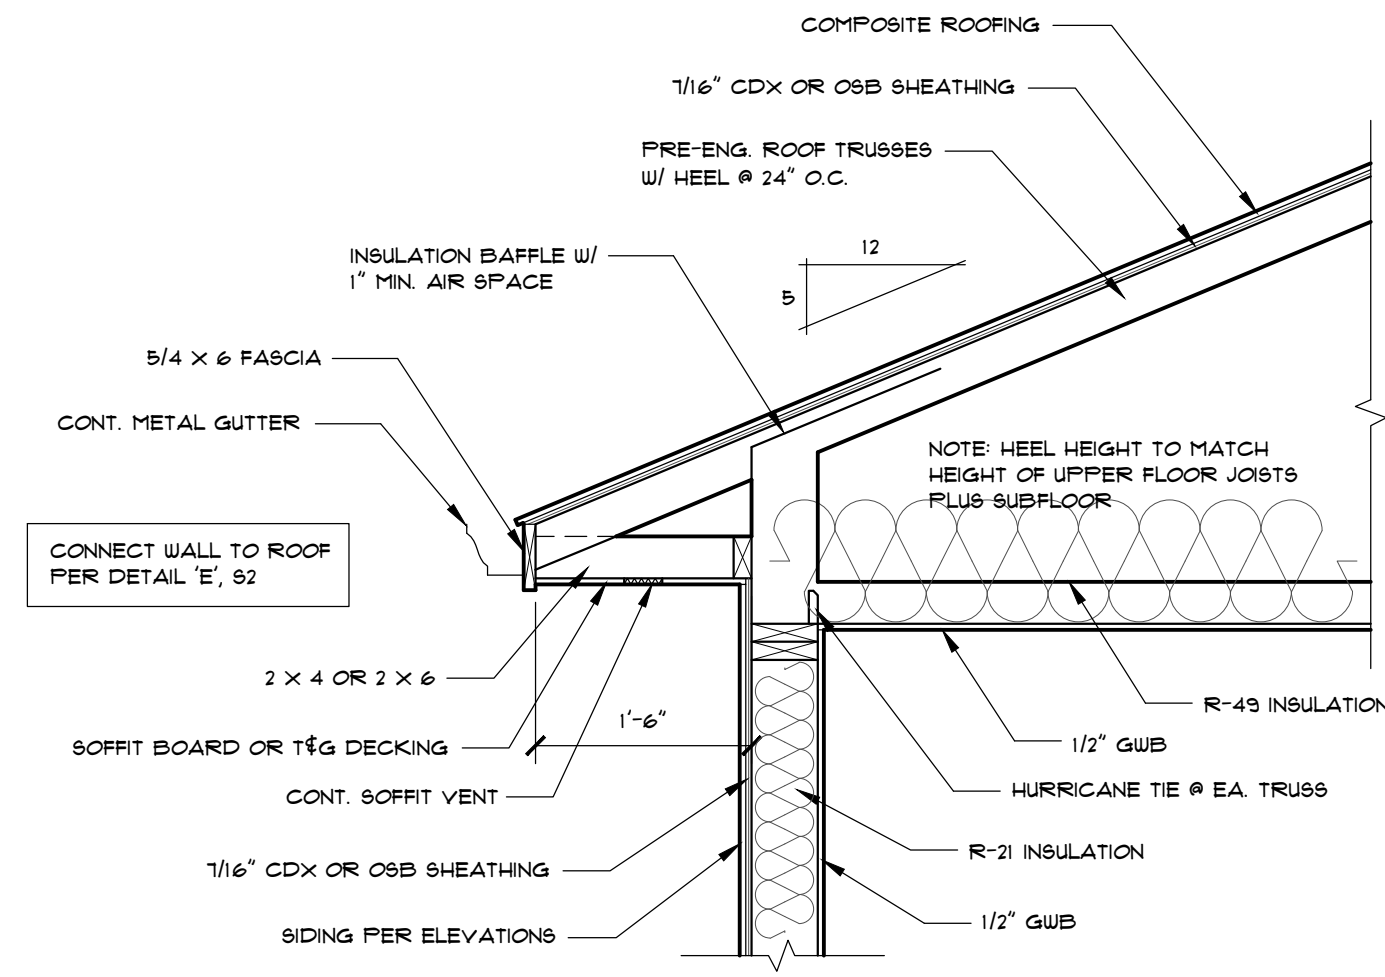 COMPOSITE ROOFING
7/16" CDX OR OSB SHEATHING
PRE-ENG. ROOF TRUSSES
W/ HEEL @ 24" O.C.
12
5
INSULATION BAFFLE W/
1" MIN. AIR SPACE
5/4 X 6 FASCIA
CONT. METAL GUTTER
NOTE: HEEL HEIGHT TO MATCH
HEIGHT OF UPPER FLOOR JOISTS
PLUS SUBFLOOR
CONNECT WALL TO ROOF
PER DETAIL 'E', S2
2 X 4 OR 2 X 6
R-49 INSULATION
1'-6"
SOFFIT BOARD OR T&G DECKING
1/2" GWB
CONT. SOFFIT VENT
HURRICANE TIE @ EA. TRUSS
7/16" CDX OR OSB SHEATHING
R-21 INSULATION
SIDING PER ELEVATIONS
1/2" GWB